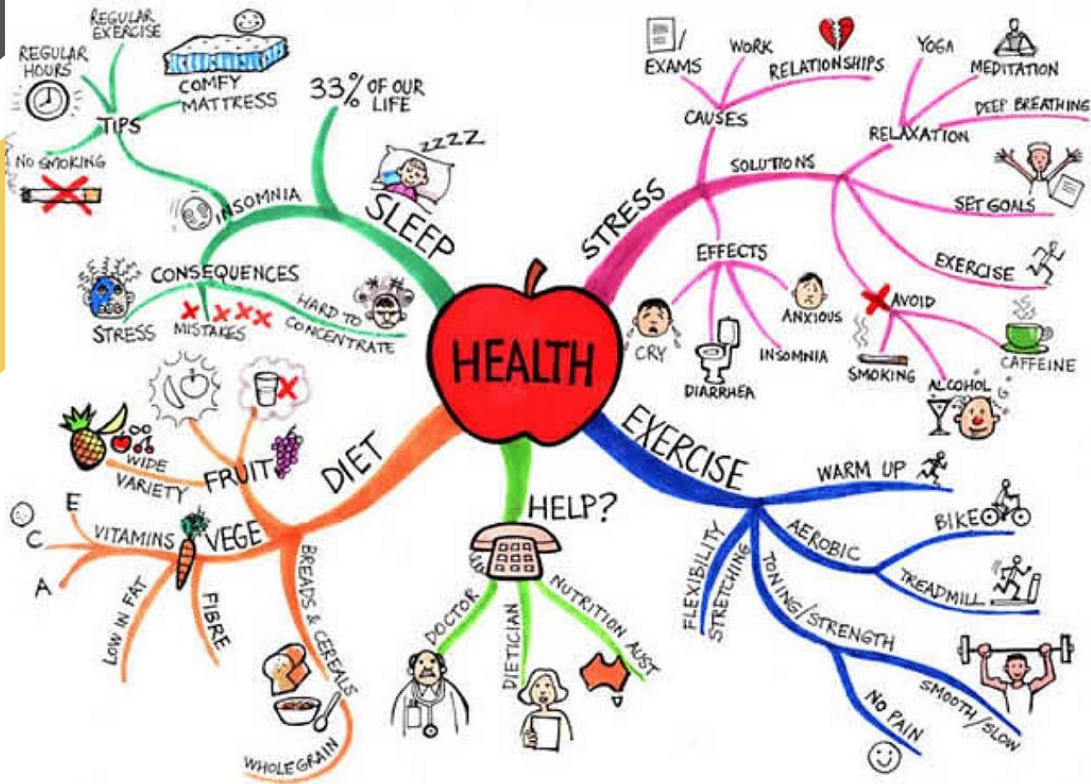 HEALTH
SLEEP
zzzz
33% OF OUR
LIFE
INSOMNIA
TIPS
REGULAR
EXERCISE
REGULAR
HOURS
COMFY
MATTRESS
NO SMOKING
CONSEQUENCES
STRESS
MISTAKES
HARD TO
CONCENTRATE
STRESS
CAUSES
EXAMS
WORK
RELATIONSHIPS
SOLUTIONS
RELAXATION
YOGA
MEDITATION
DEEP BREATHING
SET GOALS
EXERCISE
AVOID
SMOKING
ALCOHOL
CAFFEINE
EFFECTS
CRY
DIARRHEA
INSOMNIA
ANXIOUS
EXERCISE
WARM UP
AEROBIC
BIKE
TREADMILL
TONING/STRENGTH
SMOOTH/SLOW
NO PAIN
FLEXIBILITY
STRETCHING
HELP?
DOCTOR
DIETICIAN
NUTRITION AUST
DIET
FRUIT
WIDE
VARIETY
VEGE
VITAMINS
E
C
A
LOW IN FAT
FIBRE
BREADS & CEREALS
WHOLEGRAIN